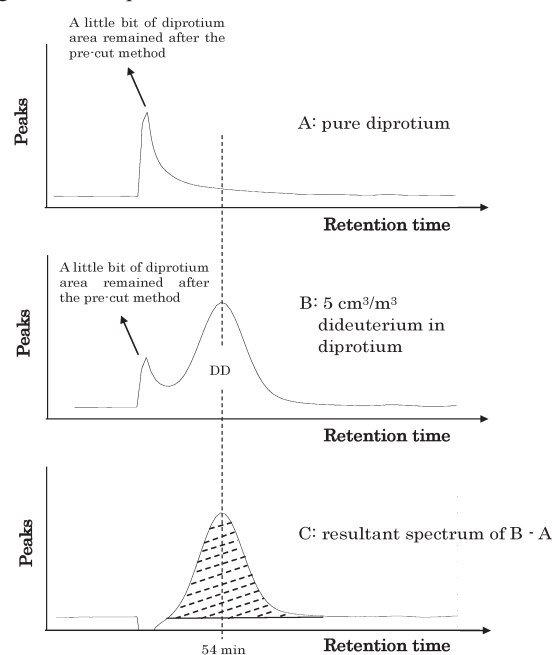 A little bit of diprotium
area remained after the
pre-cut method
Peaks
A: pure diprotium
Retention time
A little bit of diprotium
area remained after
the pre-cut method
Peaks
B: 5 cm³/m³
dideuterium in
diprotium
DD
Retention time
Peaks
C: resultant spectrum of B - A
54 min
Retention time